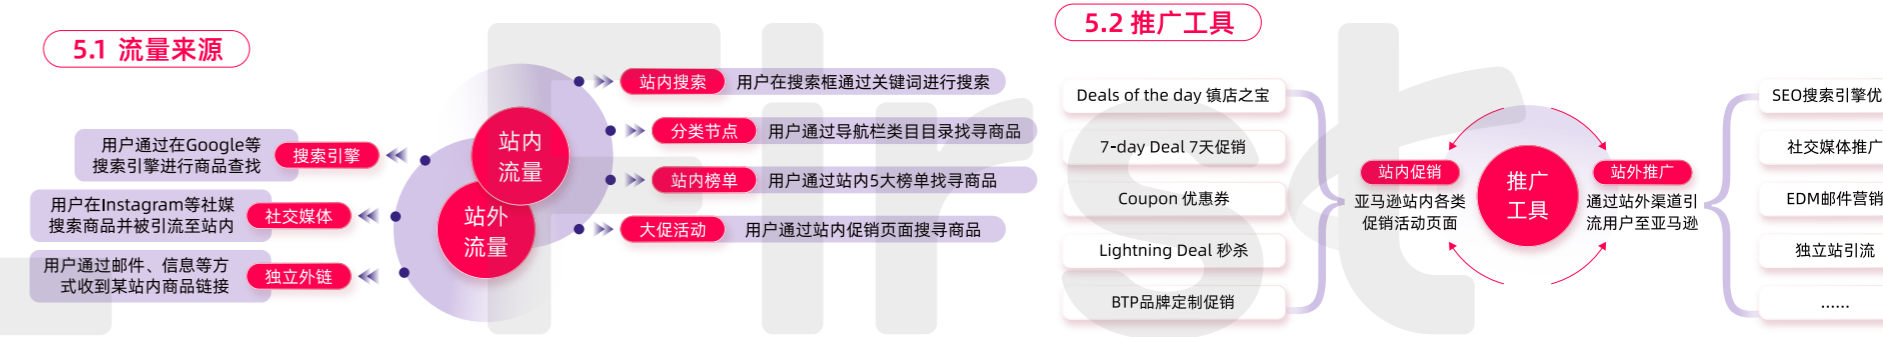 5.1 流量来源
站内
流量
站外
流量
站内搜索
用户在搜索框通过关键词进行搜索
分类节点
用户通过导航栏类目目录找寻商品
站内榜单
用户通过站内5大榜单找寻商品
大促活动
用户通过站内促销页面搜寻商品
用户通过在Google等
搜索引擎进行商品查找
搜索引擎
用户在Instagram等社媒
搜索商品并被引流至站内
社交媒体
用户通过邮件、信息等方
式收到某站内商品链接
独立外链
5.2 推广工具
Deals of the day 镇店之宝
7-day Deal 7天促销
Coupon 优惠券
Lightning Deal 秒杀
BTP品牌定制促销
站内促销
亚马逊站内各类
促销活动页面
推广
工具
站外推广
通过站外渠道引
流用户至亚马逊
SEO搜索引擎优
社交媒体推广
EDM邮件营销
独立站引流
……
First